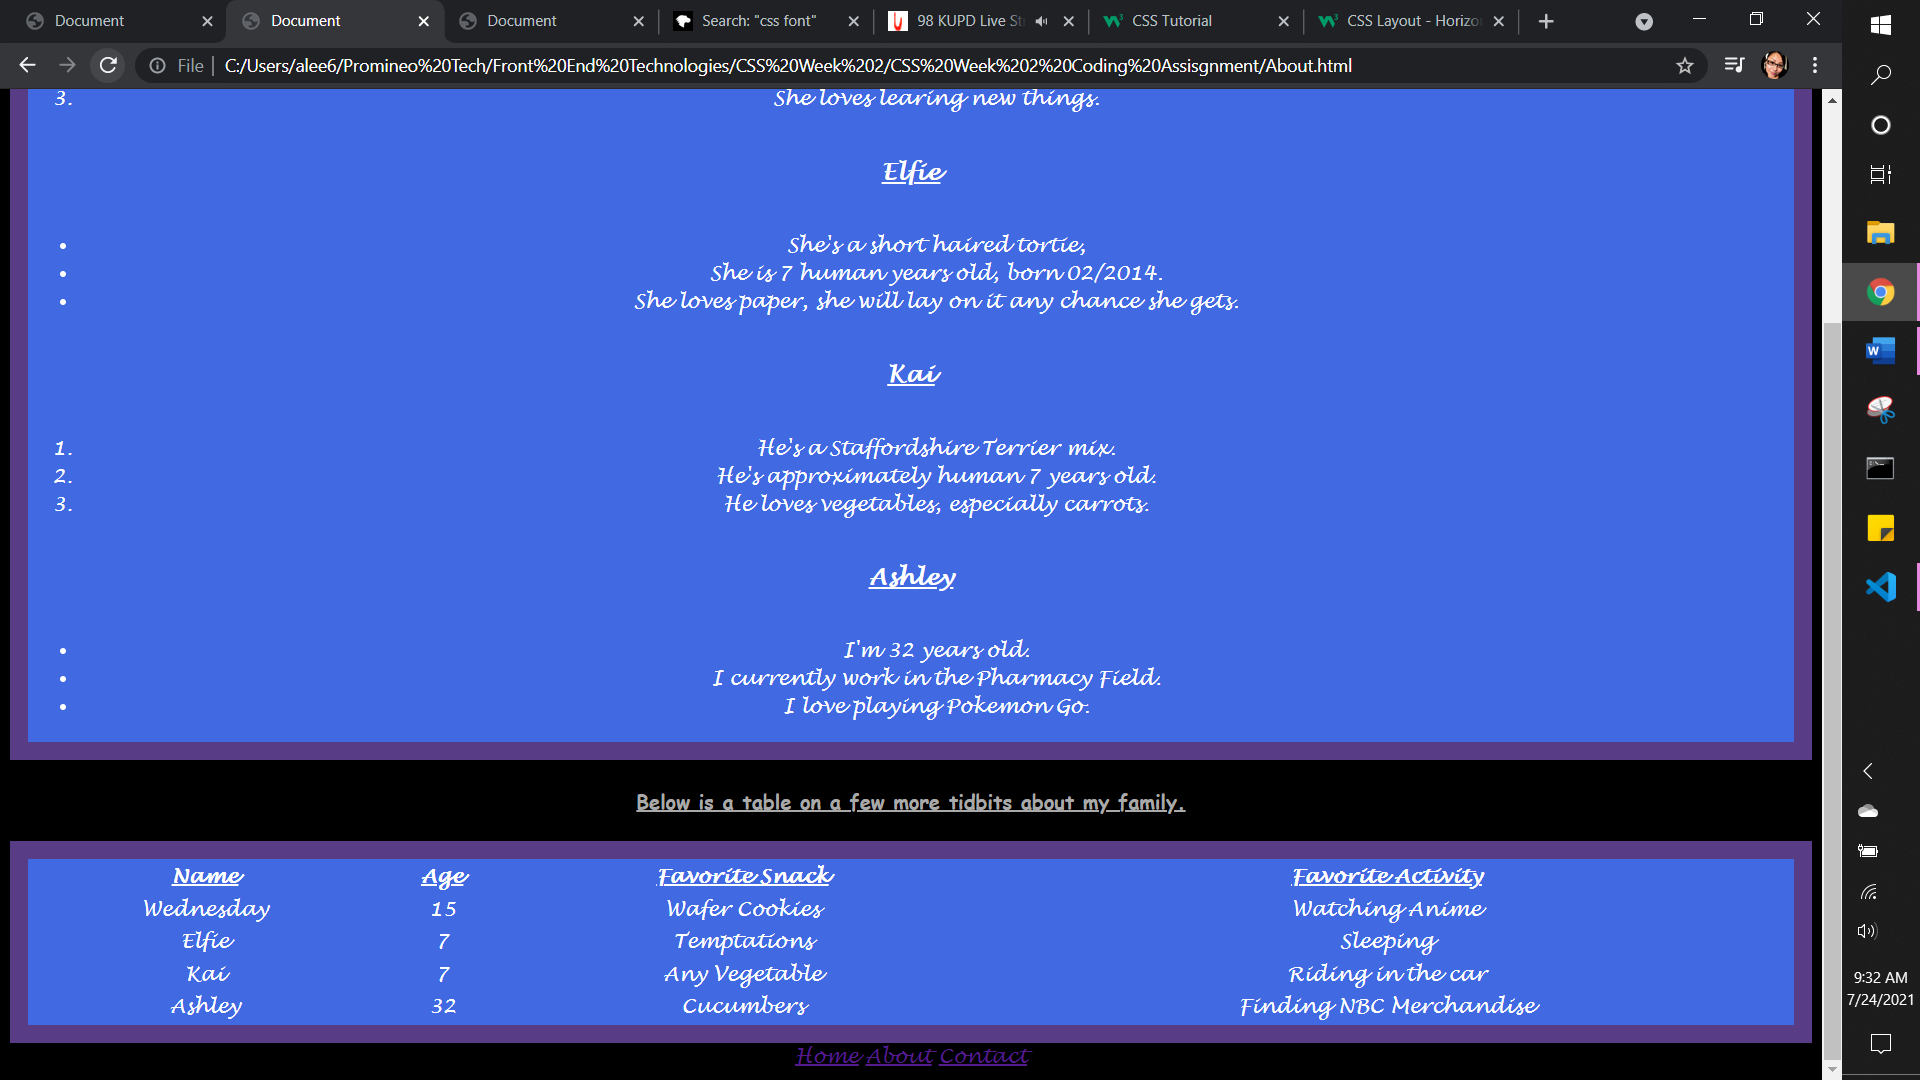 Document
Document
Document
Search: "css font"
98 KUPD Live St
CSS Tutorial
CSS Layout - Horizo
File
C:/Users/alee6/Promineo%20Tech/Front%20End%20Technologies/CSS%20Week%202/CSS%20Week%202%20Coding%20Assisgnment/About.html
3. She loves learing new things.
Elfie
• She's a short haired tortie,
• She is 7 human years old, born 02/2014.
• She loves paper, she will lay on it any chance she gets.
Kai
1. He's a Staffordshire Terrier mix.
2. He's approximately human 7 years old.
3. He loves vegetables, especially carrots.
Ashley
• I'm 32 years old.
• I currently work in the Pharmacy Field.
• I love playing Pokemon Go.
Below is a table on a few more tidbits about my family.
Name Age Favorite Snack Favorite Activity
Wednesday 15 Wafer Cookies Watching Anime
Elfie 7 Temptations Sleeping
Kai 7 Any Vegetable Riding in the car
Ashley 32 Cucumbers Finding NBC Merchandise
Home About Contact
9:32 AM
7/24/2021